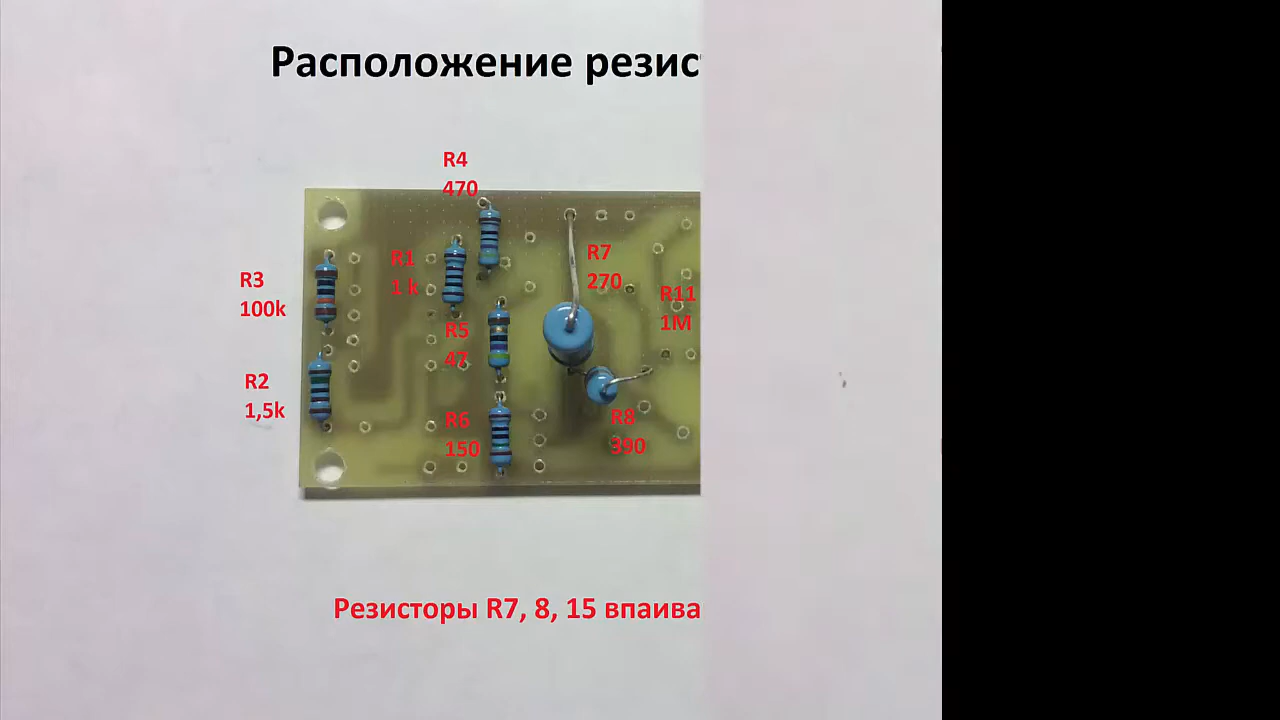 Расположение резис
R4
470
R1
1 k
R7
270
R3
100k
R11
1M
R5
47
R2
1,5k
R6
150
R8
390
Резисторы R7, 8, 15 впаива